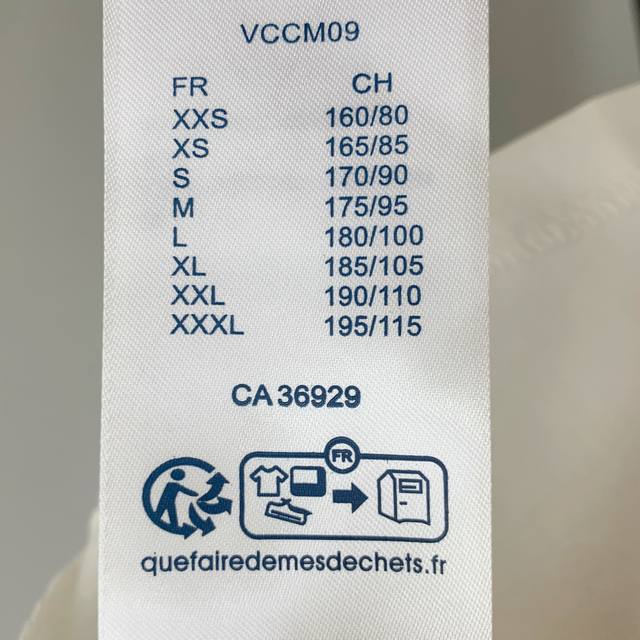 VCCM09
FR CH
XXS 160/80
XS 165/85
S 170/90
M 175/95
L 180/100
XL 185/105
XXL 190/110
XXXL 195/115
CA 36929
FR
quefairedemesdechets.fr